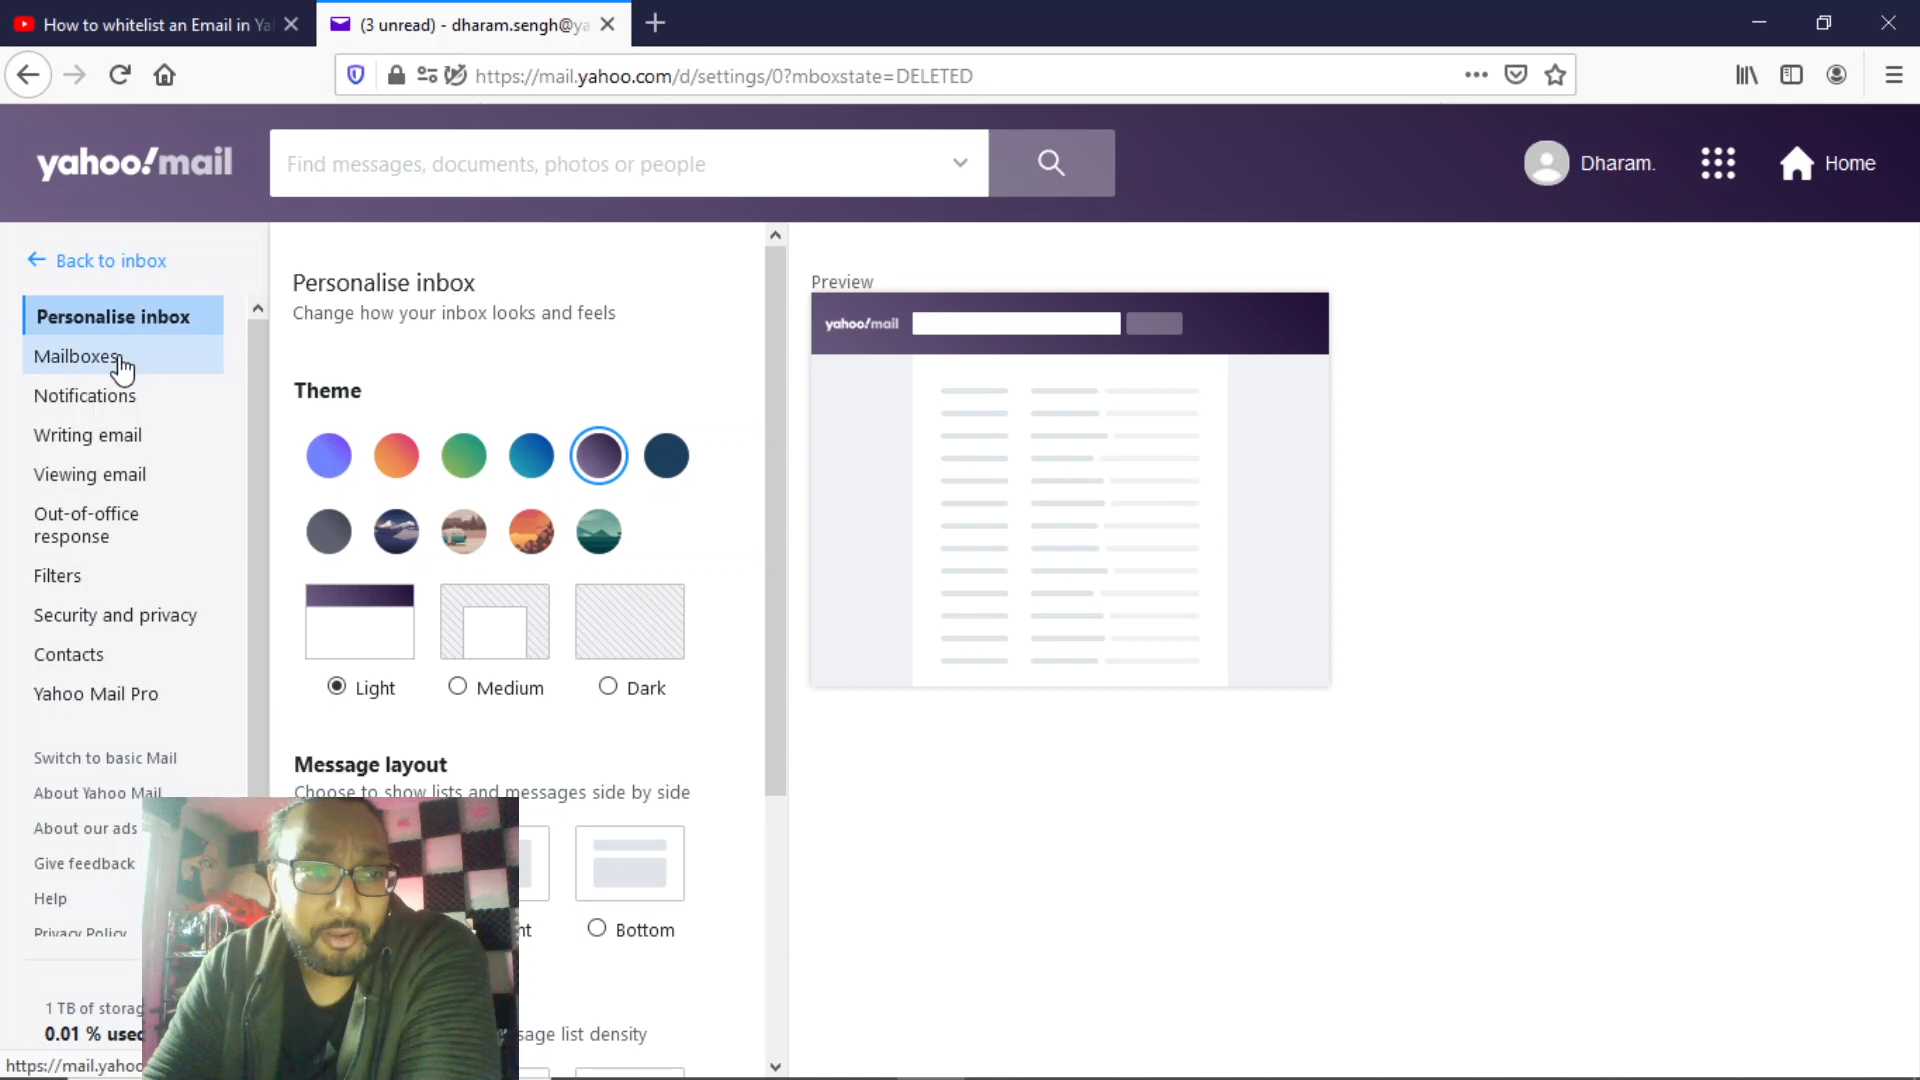 How to whitelist an Email in Ya
(3 unread) - dharam.sengh@ya
https://mail.yahoo.com/d/settings/0?mboxstate=DELETED
yahoo!mail
Find messages, documents, photos or people
Dharam.
Home
Back to inbox
Personalise inbox
Mailboxes
Notifications
Writing email
Viewing email
Out-of-office
response
Filters
Security and privacy
Contacts
Yahoo Mail Pro
Switch to basic Mail
About Yahoo Mail
About our ads
Give feedback
Help
Privacy Policy
1 TB of storag
0.01 % used
https://mail.yahoo
Personalise inbox
Change how your inbox looks and feels
Theme
Light
Medium
Dark
Message layout
Choose to show lists and messages side by side
nt
Bottom
sage list density
Preview
yahoo!mail